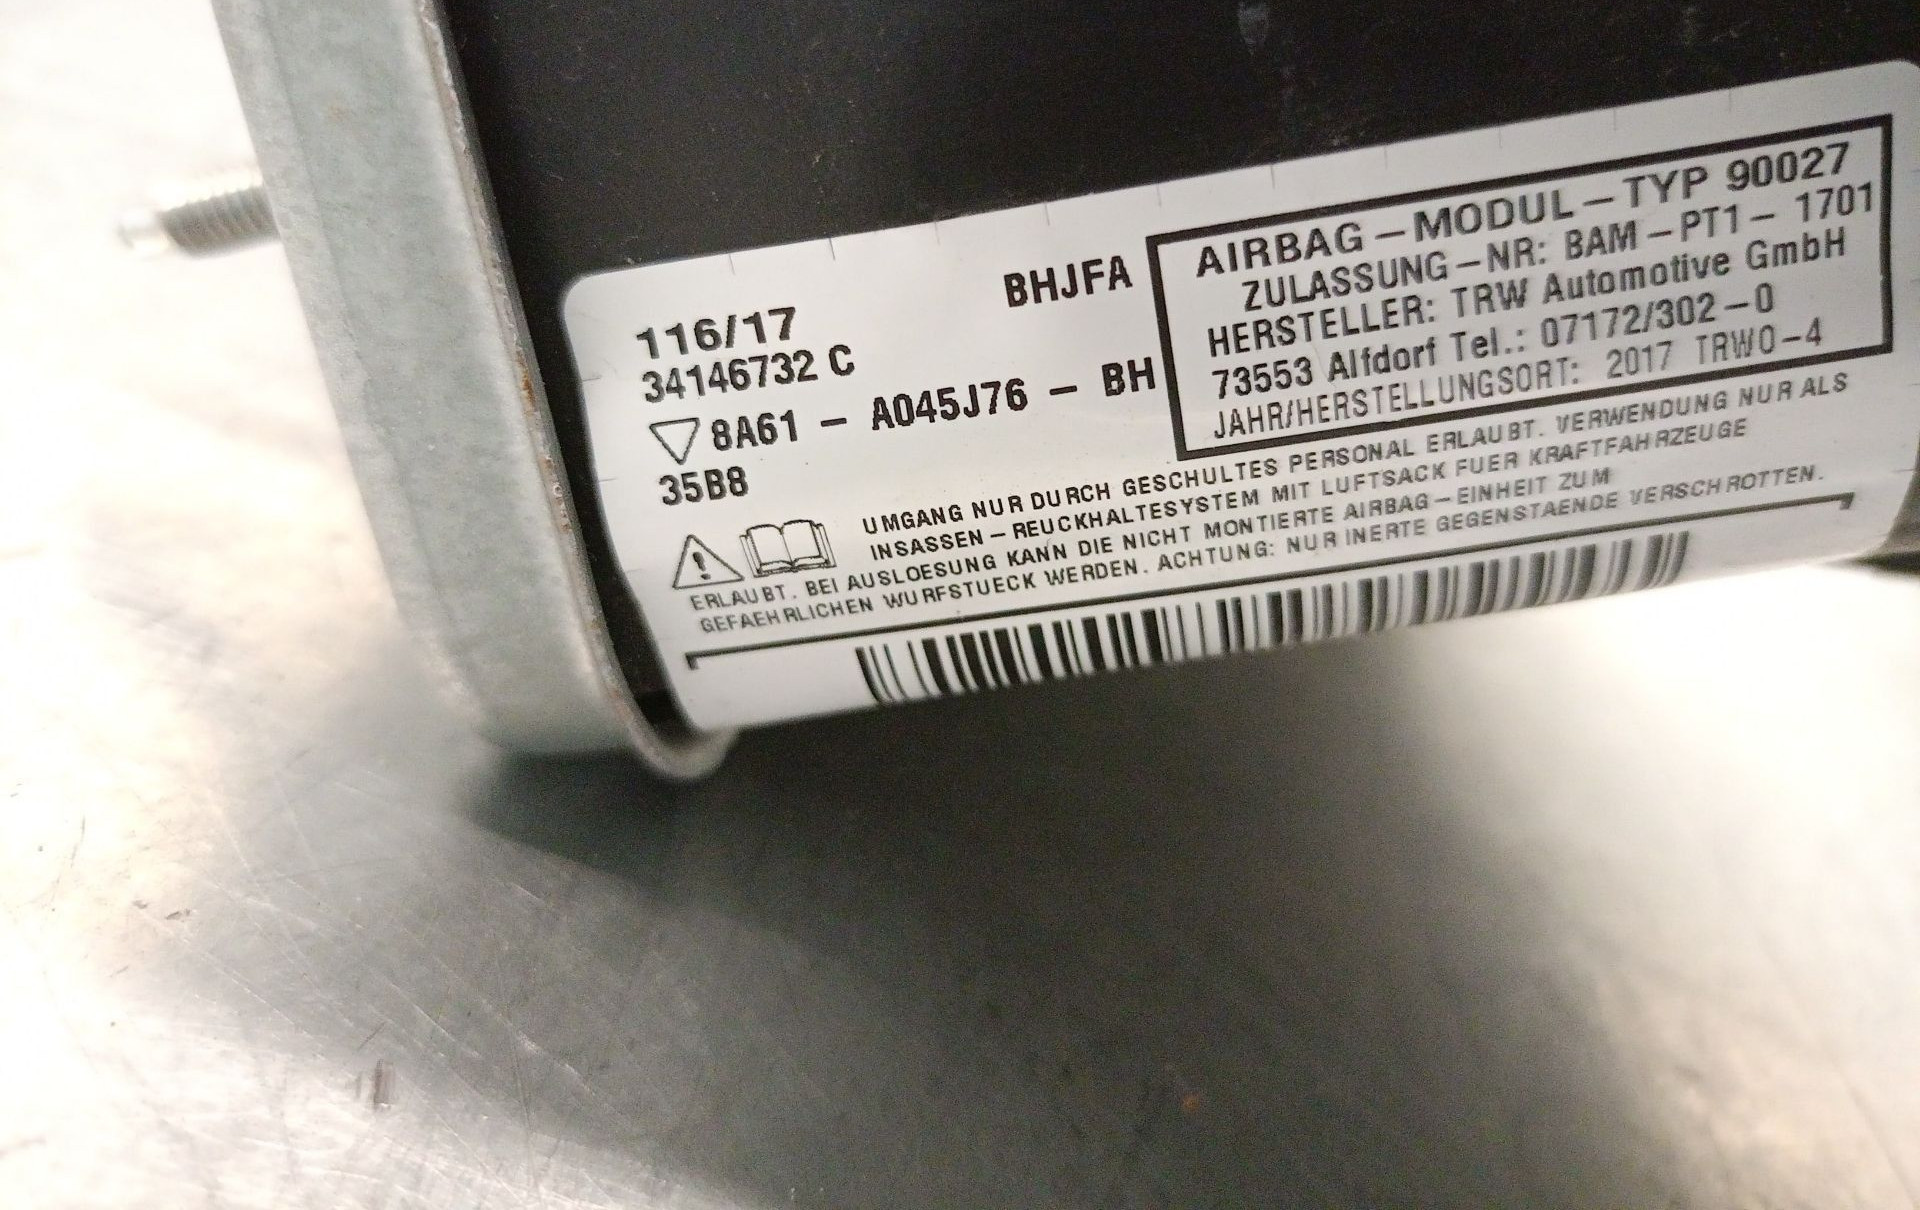 116/17
34146732 C
BHJFA
8A61 - A045J76 - BH
35B8
AIRBAG-MODUL-TYP 90027
ZULASSUNG-NR: BAM-PT1- 1701
HERSTELLER: TRW Automotive GmbH
73553 Alfdorf Tel.: 07172/302-0
JAHR/HERSTELLUNGSORT: 2017 TRWO-4
UMGANG NUR DURCH GESCHULTES PERSONAL ERLAUBT. VERWENDUNG NUR ALS
INSASSEN-REUCKHALTESYSTEM MIT LUFTSACK FUER KRAFTFAHRZEUGE
ERLAUBT. BEI AUSLOESUNG KANN DIE NICHT MONTIERTE AIRBAG-EINHEIT ZUM
GEFAEHRLICHEN WURFSTUECK WERDEN. ACHTUNG: NUR INERTE GEGENSTAENDE VERSCHROTTEN.